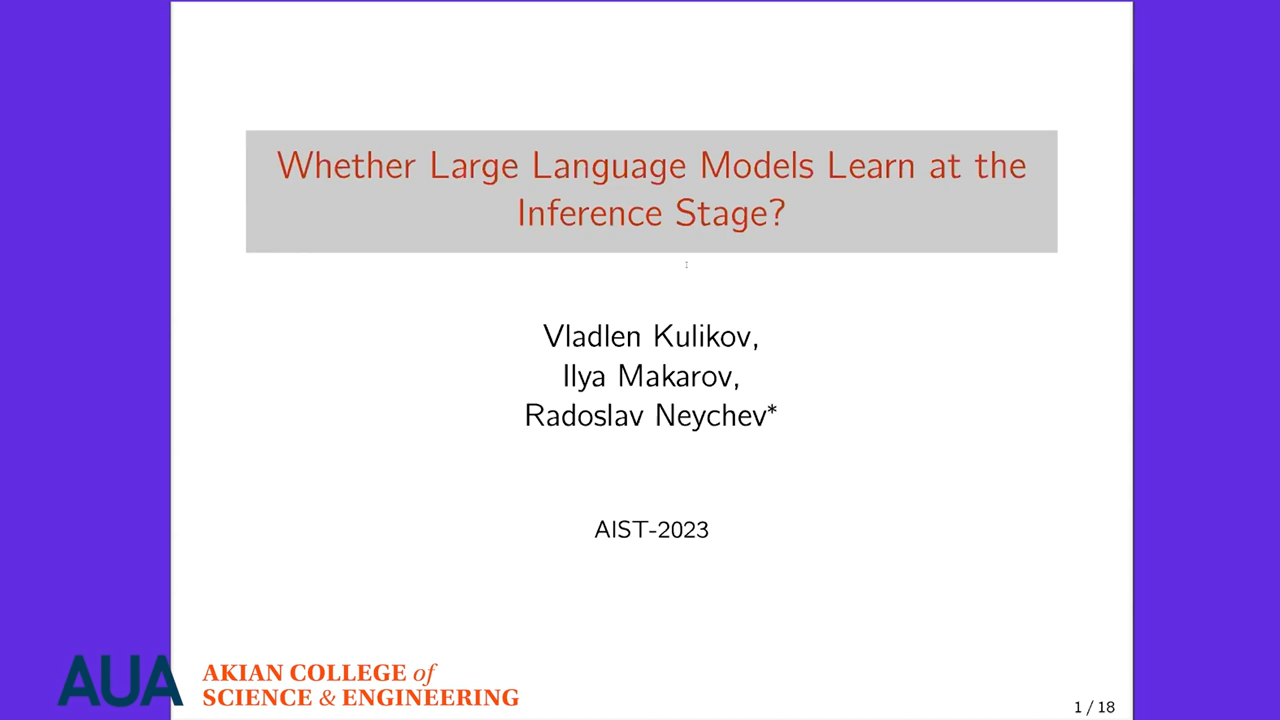 Whether Large Language Models Learn at the
Inference Stage?
Vladlen Kulikov,
Ilya Makarov,
Radoslav Neychev*
AIST-2023
AUA AKIAN COLLEGE of
SCIENCE & ENGINEERING
1 / 18